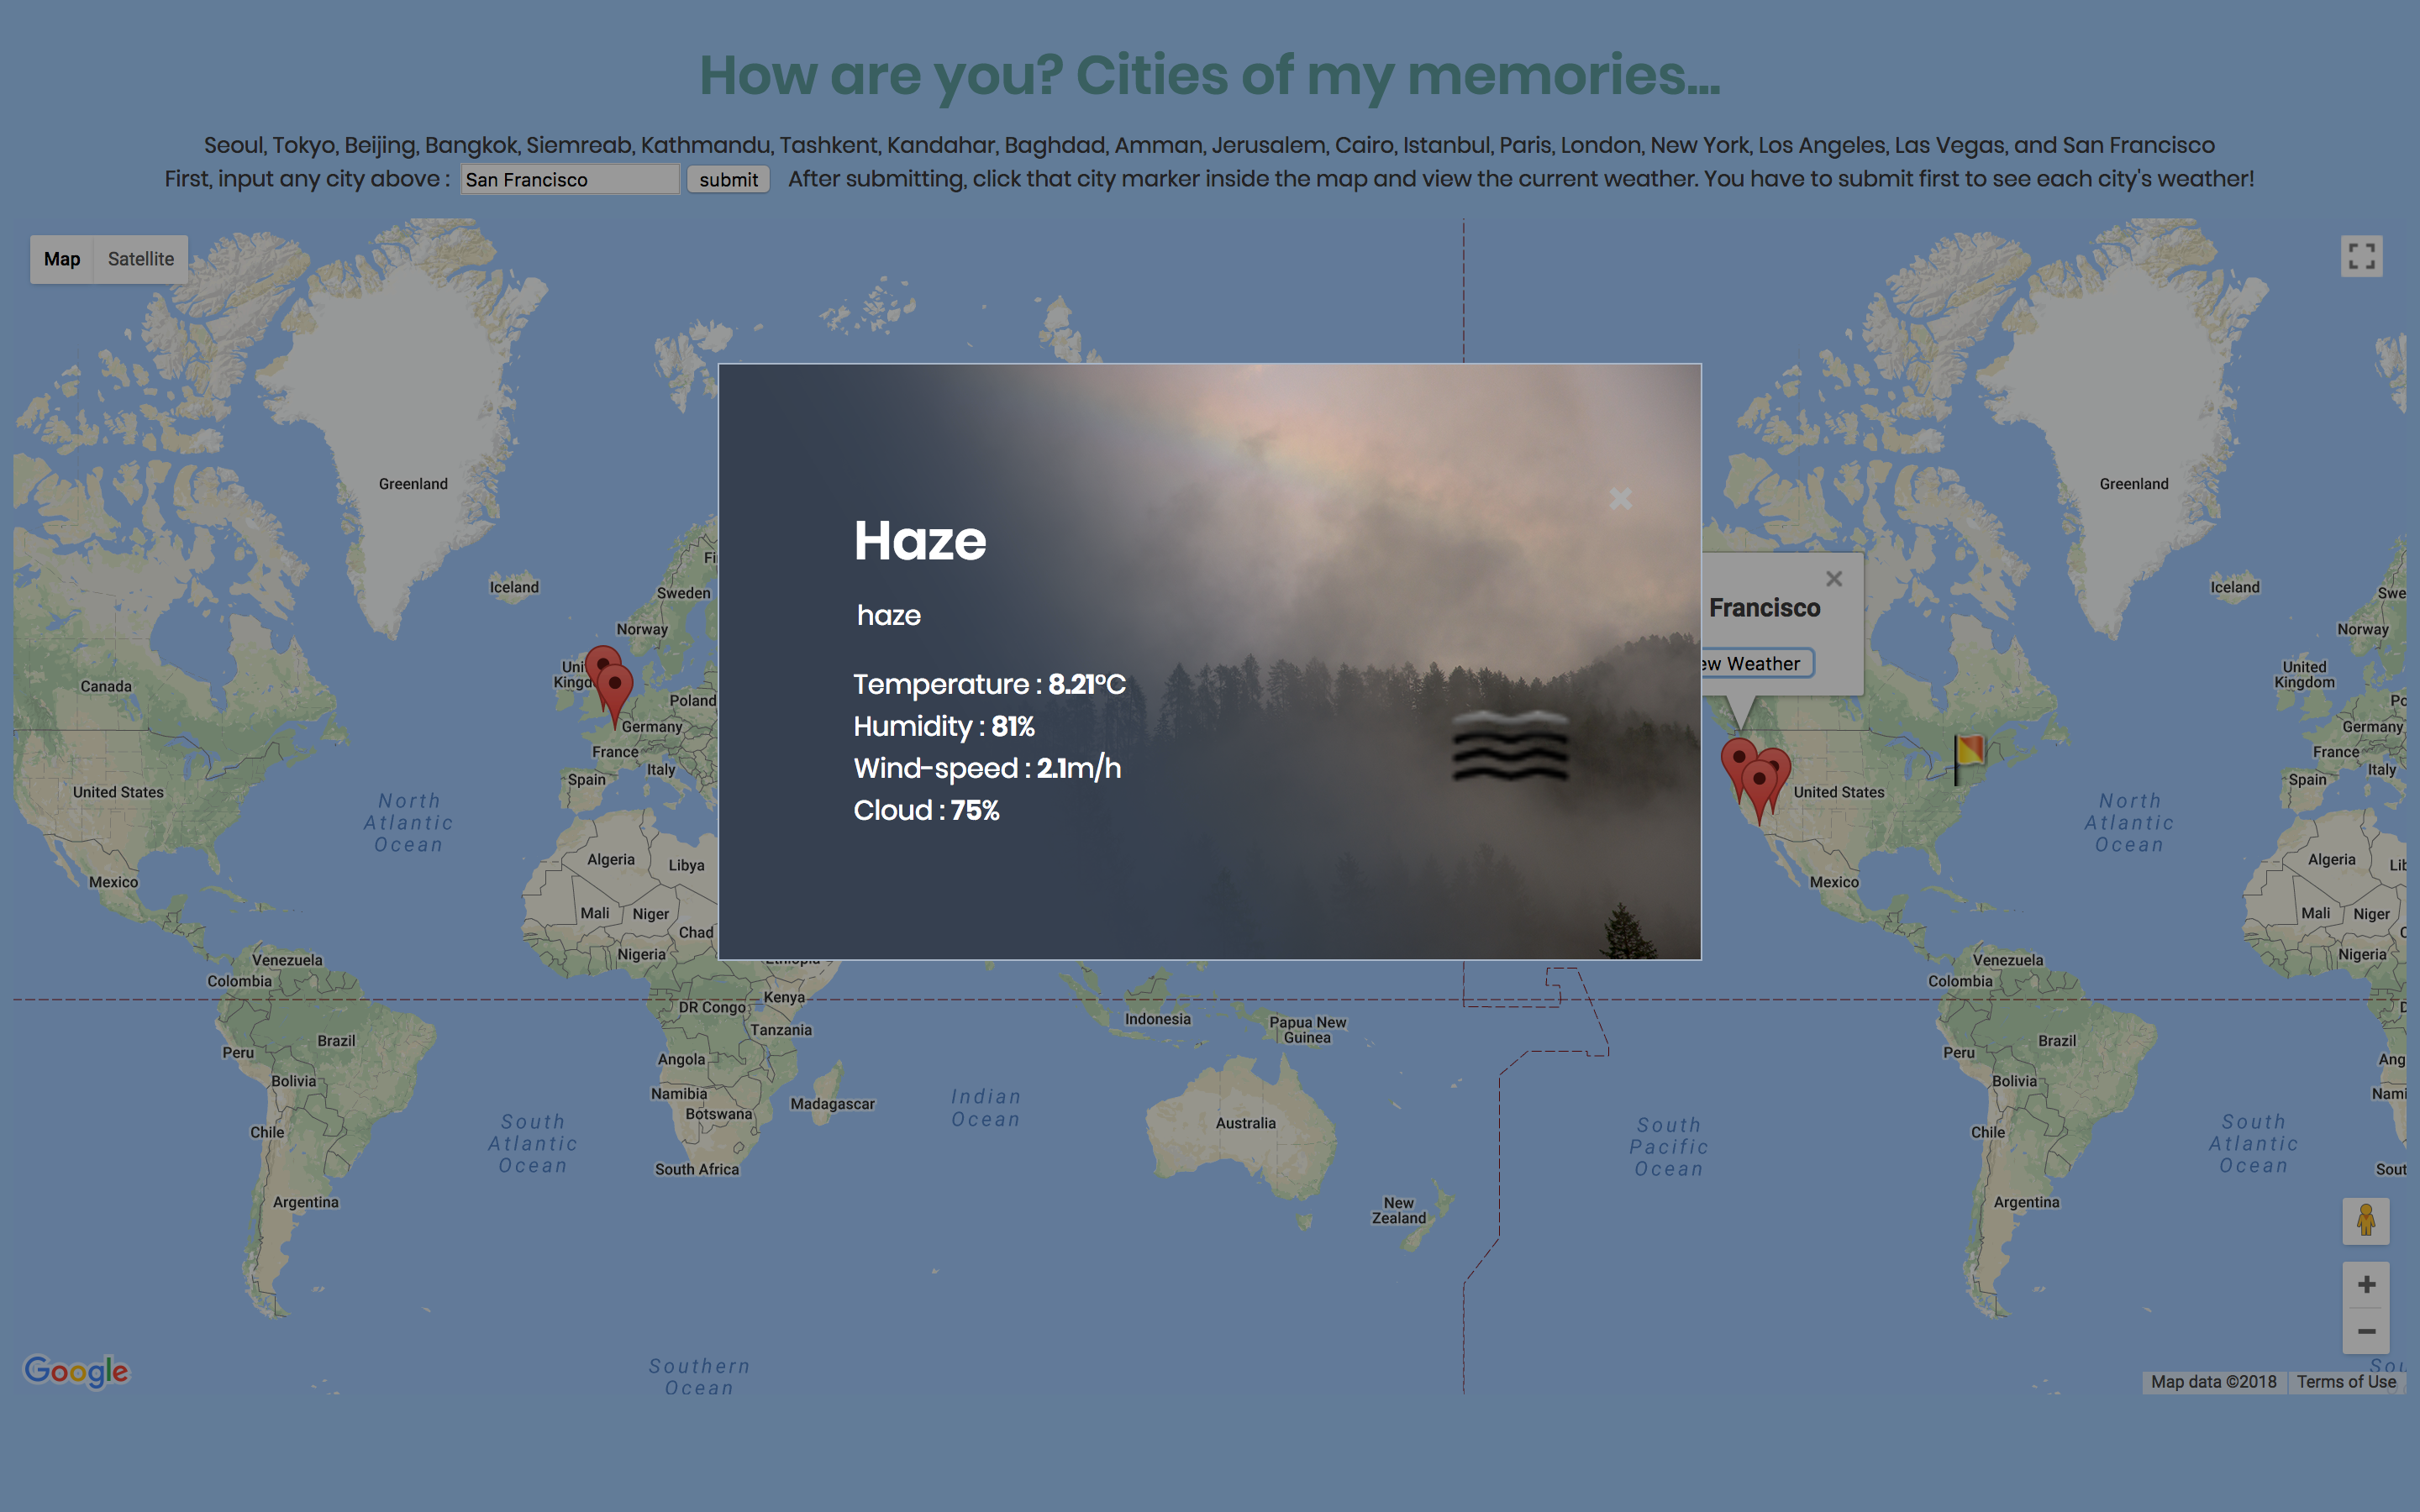 How are you? Cities of my memories...
Seoul, Tokyo, Beijing, Bangkok, Siemreab, Kathmandu, Tashkent, Kandahar, Baghdad, Amman, Jerusalem, Cairo, Istanbul, Paris, London, New York, Los Angeles, Las Vegas, and San Francisco
First, input any city above : San Francisco submit After submitting, click that city marker inside the map and view the current weather. You have to submit first to see each city's weather!
Map Satellite
Greenland
Greenland
Iceland
Sweden
Norway
Canada
Poland
Germany
France
Spain
Italy
United States
North
Atlantic
Ocean
Mexico
Algeria
Libya
Mali
Niger
Chad
Nigeria
Ethiopia
Venezuela
Colombia
DR Congo
Kenya
Tanzania
Brazil
Peru
Angola
Bolivia
Namibia
Botswana
Madagascar
South
Atlantic
Ocean
Chile
South Africa
Argentina
Indian
Ocean
Indonesia
Papua New
Guinea
Australia
New
Zealand
Southern
Ocean
Haze
haze
Temperature : 8.21°C
Humidity : 81%
Wind-speed : 2.1m/h
Cloud : 75%
Francisco
ew Weather
Iceland
Swe
Norway
United
Kingdom
Po
Germany
France
Spain
Italy
United States
North
Atlantic
Ocean
Mexico
Algeria
Lib
Mali
Niger
Nigeria
Venezuela
Colombia
Brazil
Peru
Ang
Bolivia
Nami
South
Pacific
Ocean
South
Atlantic
Ocean
Chile
Sout
Argentina
Google
Map data ©2018 Terms of Use